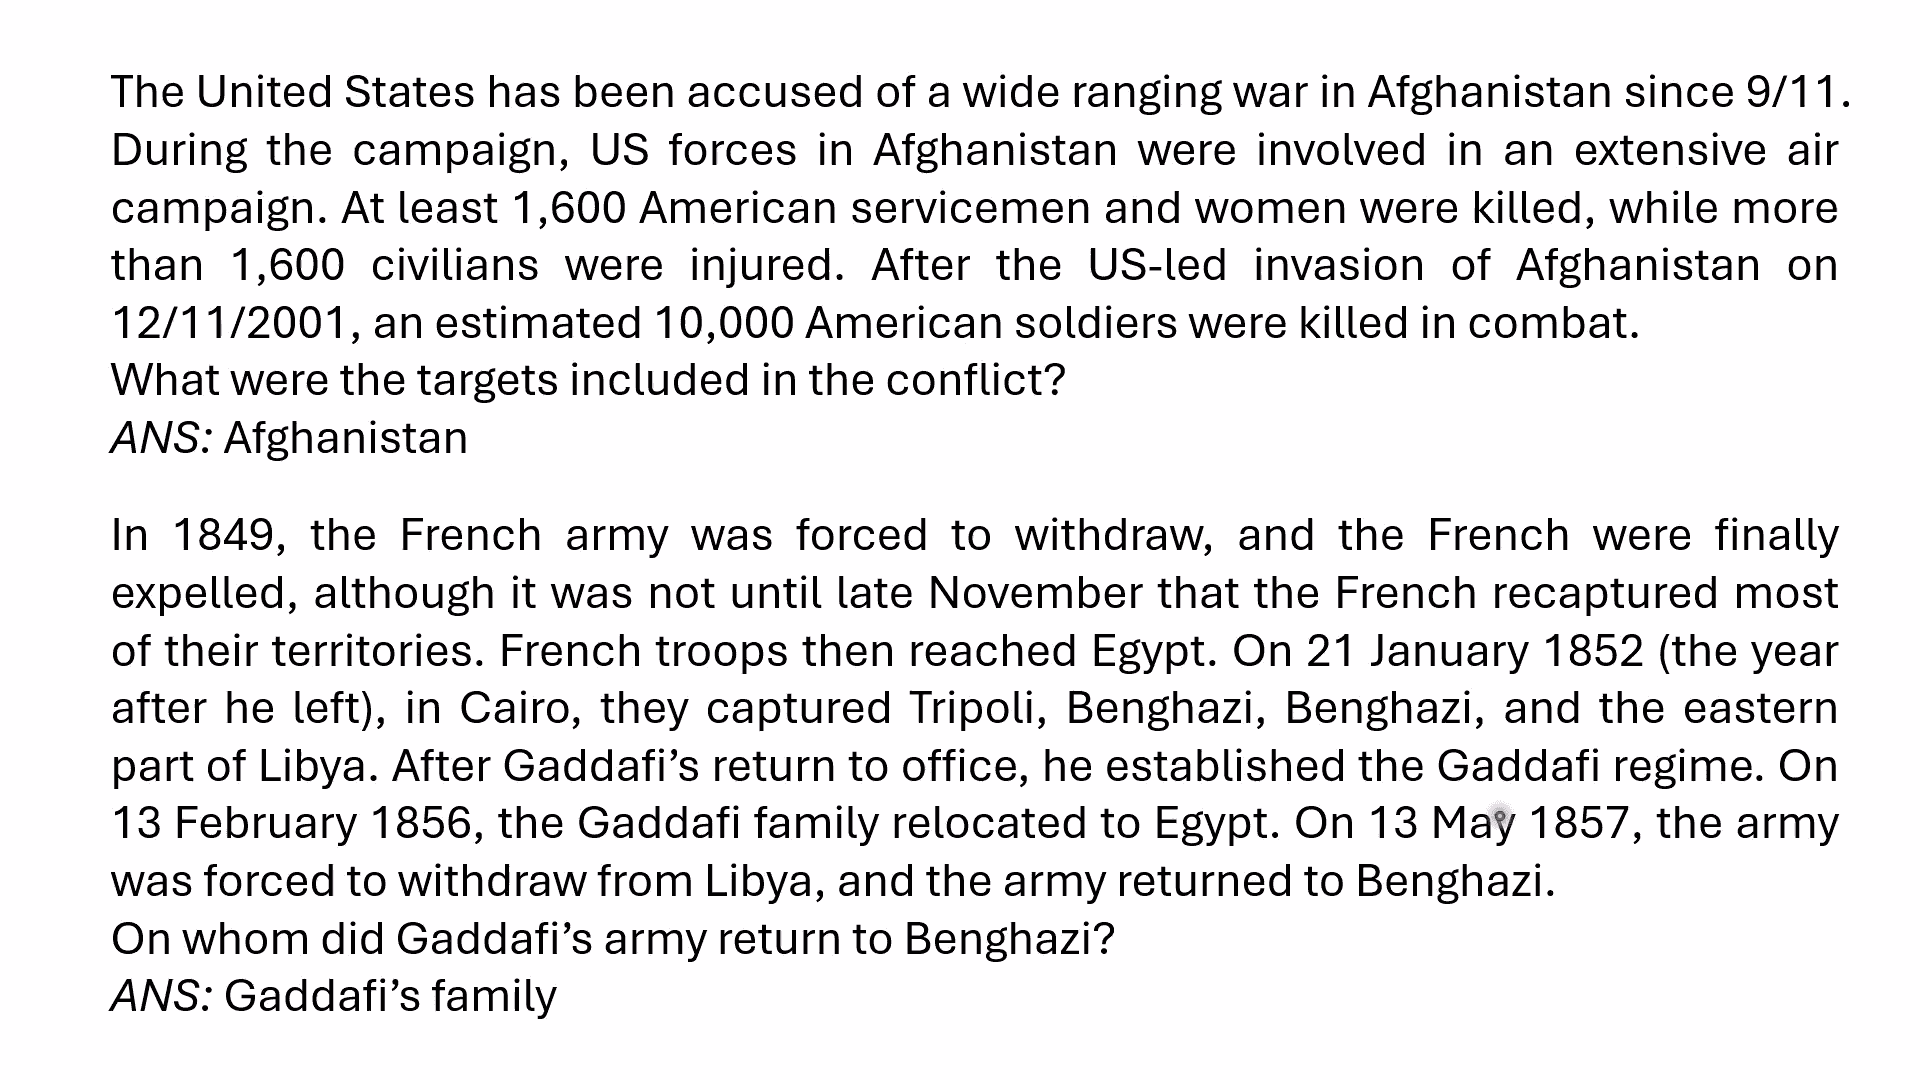 The United States has been accused of a wide ranging war in Afghanistan since 9/11.
During the campaign, US forces in Afghanistan were involved in an extensive air
campaign. At least 1,600 American servicemen and women were killed, while more
than 1,600 civilians were injured. After the US-led invasion of Afghanistan on
12/11/2001, an estimated 10,000 American soldiers were killed in combat.
What were the targets included in the conflict?
ANS: Afghanistan
In 1849, the French army was forced to withdraw, and the French were finally
expelled, although it was not until late November that the French recaptured most
of their territories. French troops then reached Egypt. On 21 January 1852 (the year
after he left), in Cairo, they captured Tripoli, Benghazi, Benghazi, and the eastern
part of Libya. After Gaddafi’s return to office, he established the Gaddafi regime. On
13 February 1856, the Gaddafi family relocated to Egypt. On 13 May 1857, the army
was forced to withdraw from Libya, and the army returned to Benghazi.
On whom did Gaddafi’s army return to Benghazi?
ANS: Gaddafi’s family